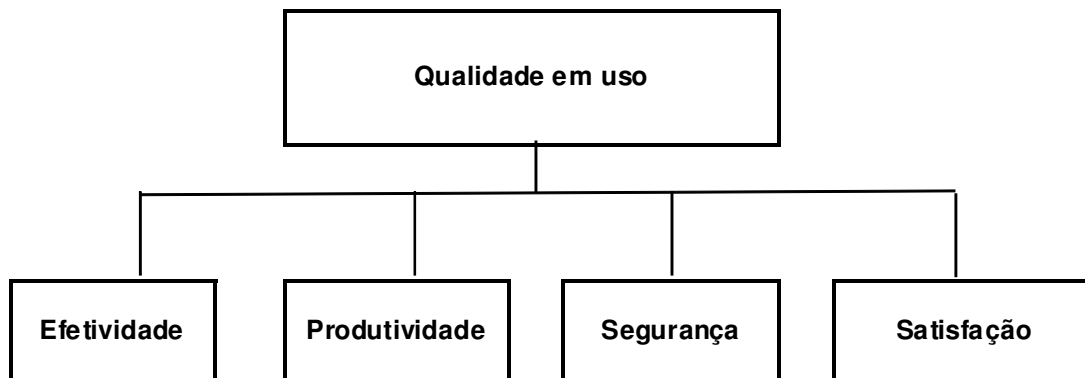 Qualidade em uso
Efetividade
Produtividade
Segurança
Satisfação